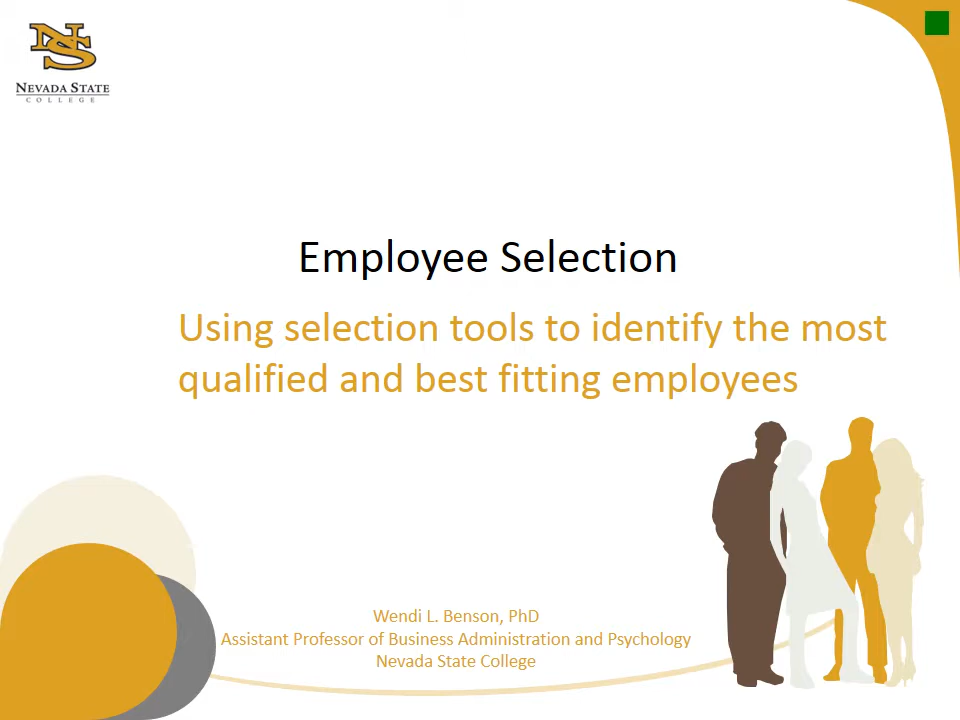 NS
NEVADA STATE
COLLEGE
Employee Selection
Using selection tools to identify the most
qualified and best fitting employees
Wendi L. Benson, PhD
Assistant Professor of Business Administration and Psychology
Nevada State College